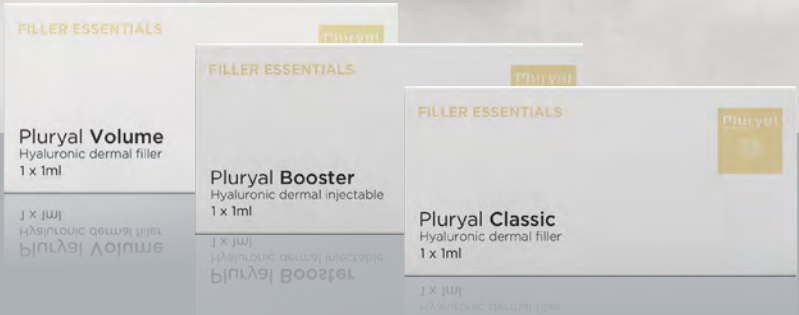 FILLER ESSENTIALS
Pluryal
Pluryal Volume
Hyaluronic dermal filler
1 x 1ml
FILLER ESSENTIALS
Pluryal
Pluryal Booster
Hyaluronic dermal injectable
1 x 1ml
FILLER ESSENTIALS
Pluryal
Pluryal Classic
Hyaluronic dermal filler
1 x 1ml